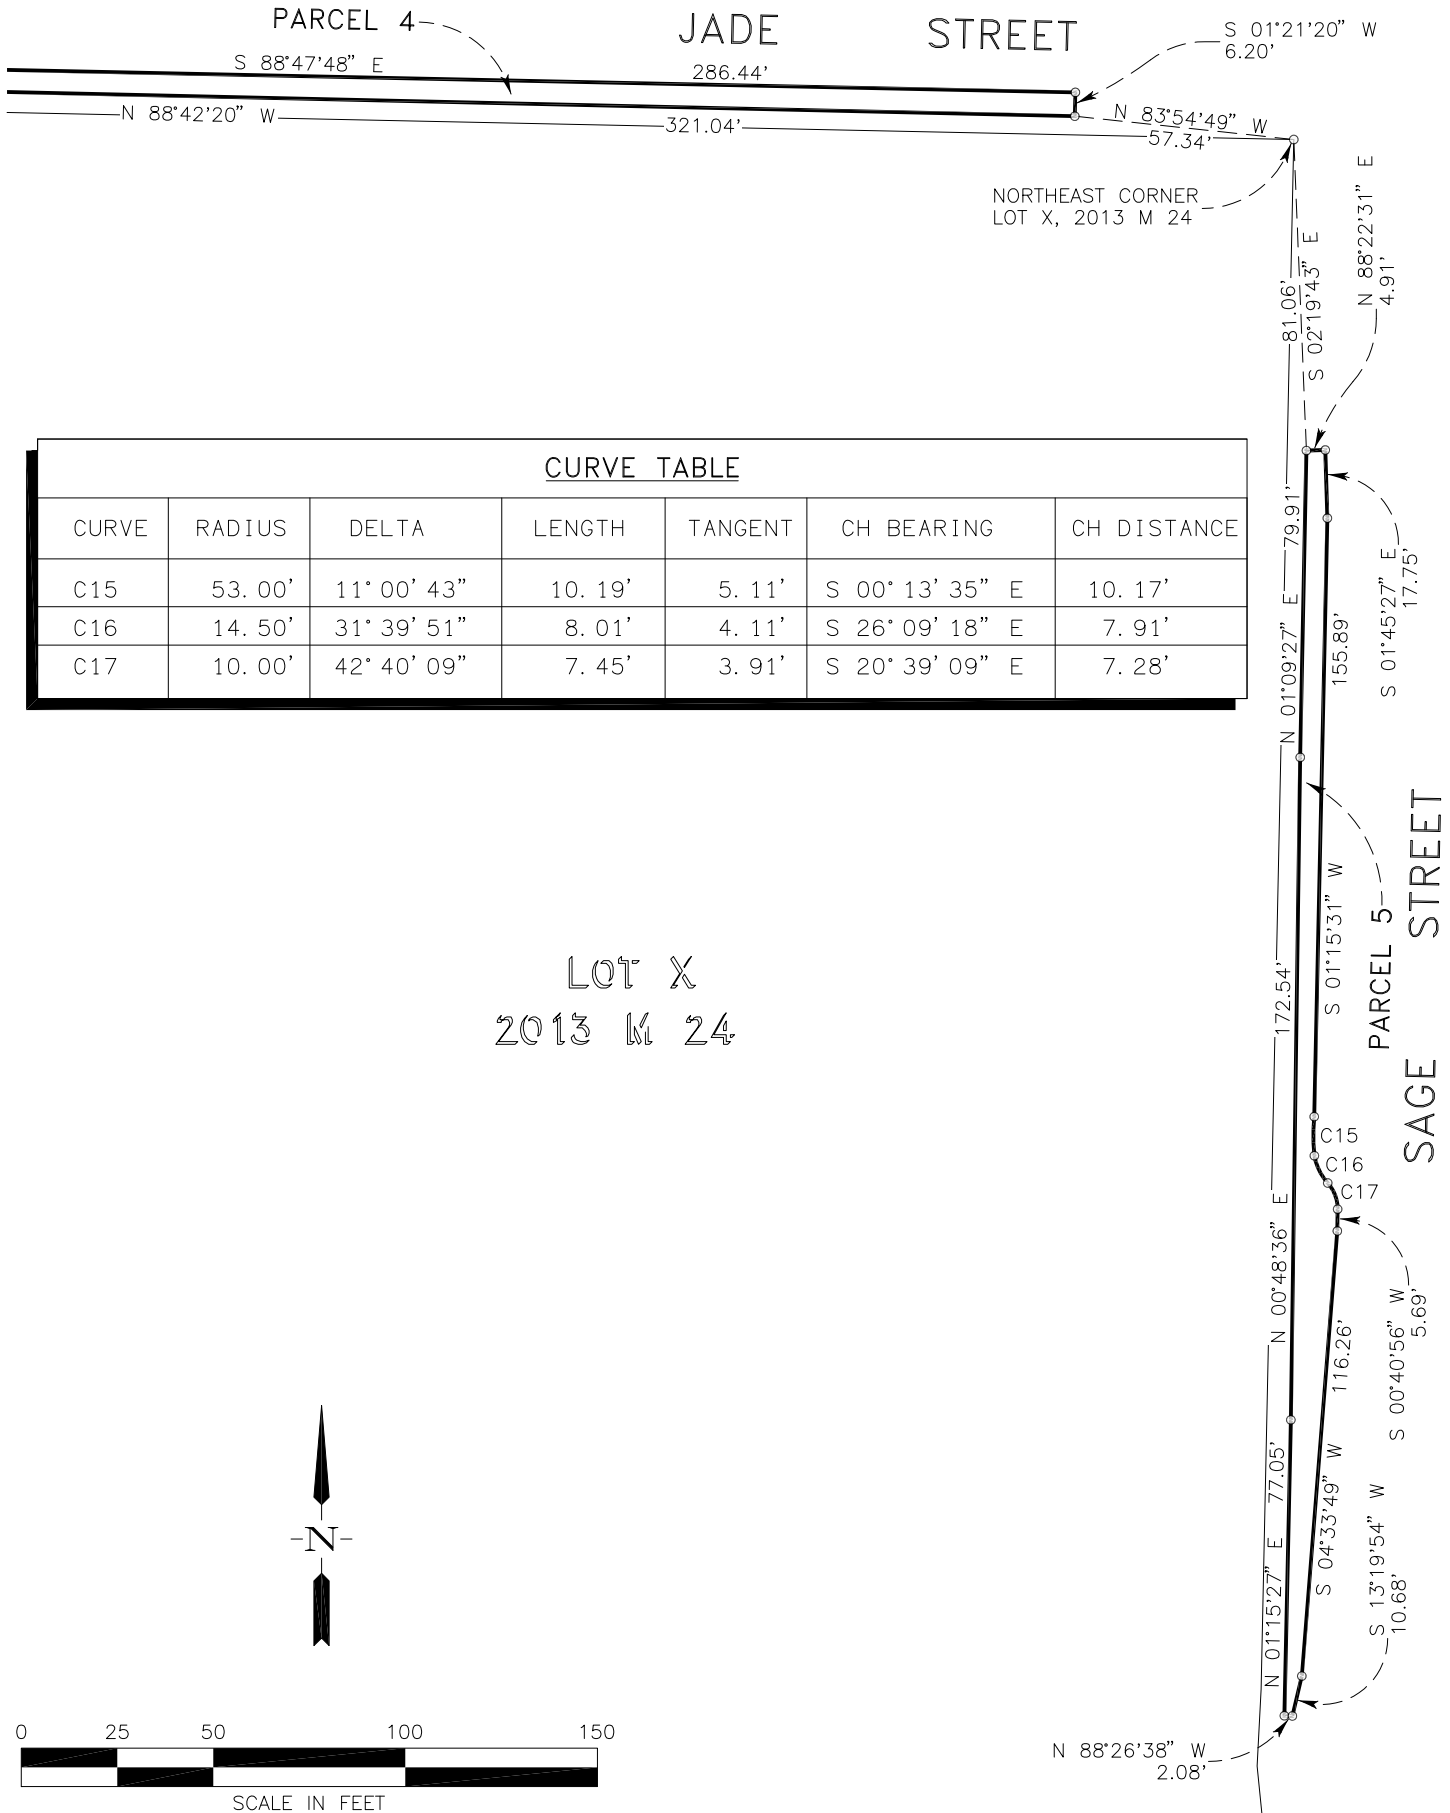 PARCEL 4
JADE STREET
S 01°21'20" W
6.20'
S 88°47'48" E
286.44'
N 88°42'20" W
321.04'
N 83°54'49" W
57.34'
NORTHEAST CORNER
LOT X, 2013 M 24
N 88°22'31" E
4.91'
81.06'
S 02°19'43" E
CURVE TABLE
CURVE RADIUS DELTA LENGTH TANGENT CH BEARING CH DISTANCE
C15 53.00' 11°00'43" 10.19' 5.11' S 00°13'35" E 10.17'
C16 14.50' 31°39'51" 8.01' 4.11' S 26°09'18" E 7.91'
C17 10.00' 42°40'09" 7.45' 3.91' S 20°39'09" E 7.28'
N 01°09'27" E 79.91'
S 01°45'27" E
17.75'
155.89'
S 01°15'31" W
PARCEL 5
SAGE STREET
LOT X
2013 M 24
172.54'
N 00°48'36" E
C15
C16
C17
S 00°40'56" W
5.69'
116.26'
S 04°33'49" W
N 01°15'27" E 77.05'
S 13°19'54" W
10.68'
N 88°26'38" W
2.08'
-N-
0 25 50 100 150
SCALE IN FEET